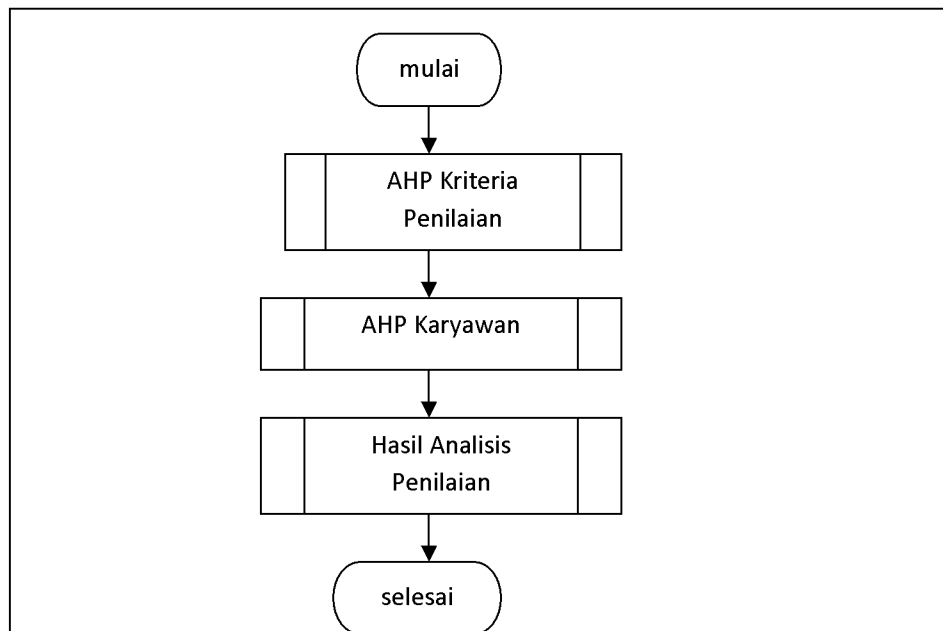 mulai
AHP Kriteria
Penilaian
AHP Karyawan
Hasil Analisis
Penilaian
selesai